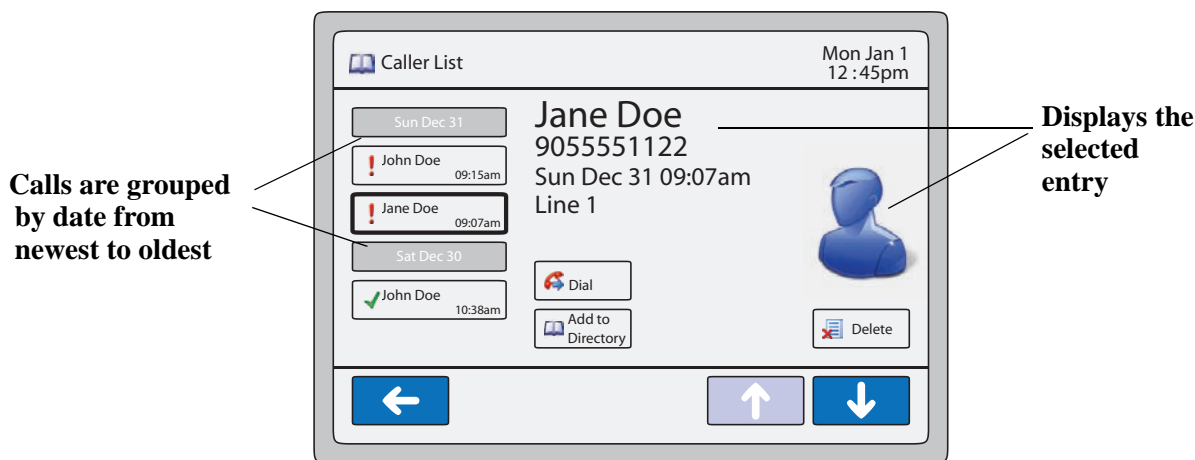 Caller List
Mon Jan 1
12 : 45pm
Sun Dec 31
John Doe
09:15am
Jane Doe
09:07am
Sat Dec 30
John Doe
10:38am
Jane Doe
9055551122
Sun Dec 31 09:07am
Line 1
Dial
Add to
Directory
Delete
Calls are grouped
by date from
newest to oldest
Displays the
selected
entry